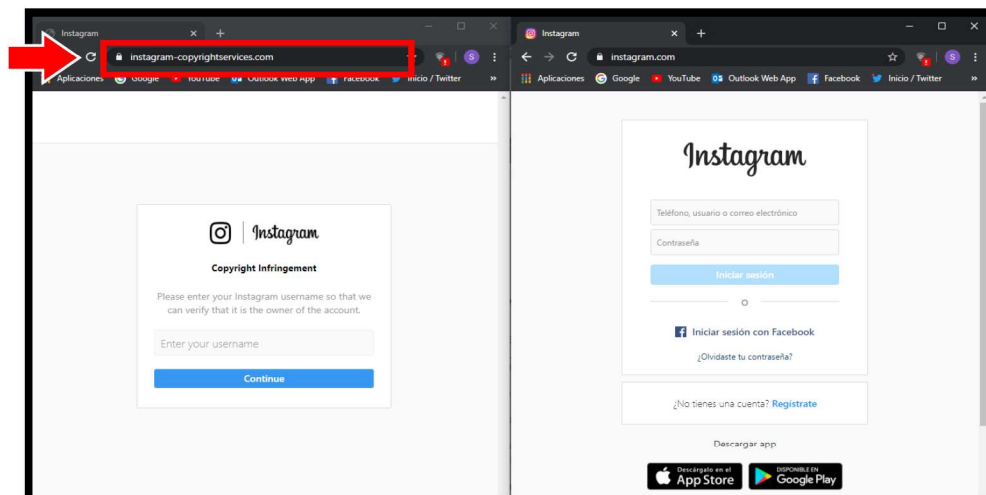 Instagram
instagram-copyrightservices.com
Aplicaciones Google YouTube Outlook Web App Facebook Inicio / Twitter »
Instagram
Copyright Infringement
Please enter your Instagram username so that we
can verify that it is the owner of the account.
Enter your username
Continue
Instagram
instagram.com
Aplicaciones Google YouTube Outlook Web App Facebook Inicio / Twitter »
Instagram
Teléfono, usuario o correo electrónico
Contraseña
Iniciar sesión
O
Iniciar sesión con Facebook
¿Olvidaste tu contraseña?
¿No tienes una cuenta? Regístrate
Descargar app
Descárgalo en el
App Store
DISPONIBLE EN
Google Play